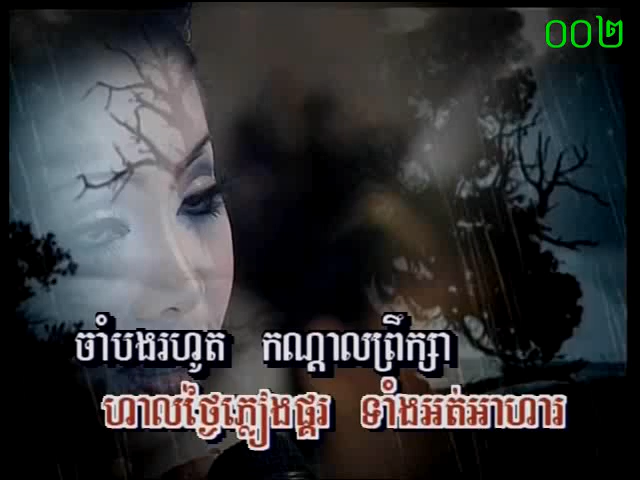 ០០២
ចាំបងរហូត កណ្ដាលព្រឹក្សា
ហាលថ្ងៃភ្លៀងផ្គរ ទាំងអត់អាហារ